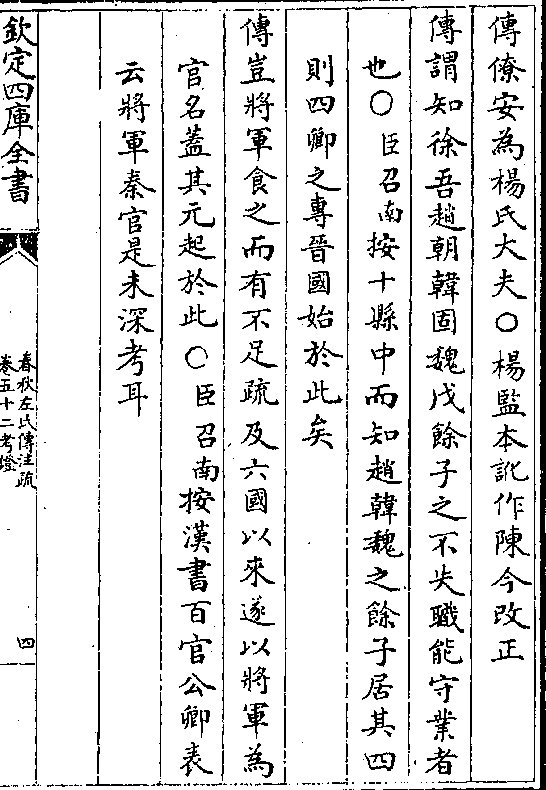 傳僚安為楊氏大夫○楊監本訛作陳今改正
傳謂知徐吾趙朝韓固魏戊餘子之不失職能守業者
也○臣召南按十縣中而知趙韓魏之餘子居其四
則四卿之專晉國始於此矣
傳豈將軍食之而有不足疏及六國以來遂以將軍為
官名蓋其元起於此○臣召南按漢書百官公卿表
云將軍秦官是未深考耳
欽定四庫全書
春秋左氏傳注疏
卷五十二考證
四